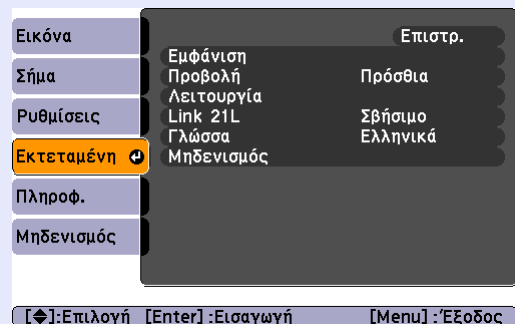 Εικόνα
Σήμα
Ρυθμίσεις
Εκτεταμένη
Πληροφ.
Μηδενισμός
Επιστρ.
Εμφάνιση
Προβολή Πρόσθια
Λειτουργία
Link 21L Σβήσιμο
Γλώσσα Ελληνικά
Μηδενισμός
[◆]:Επιλογή [Enter] :Εισαγωγή [Menu] :Έξοδος